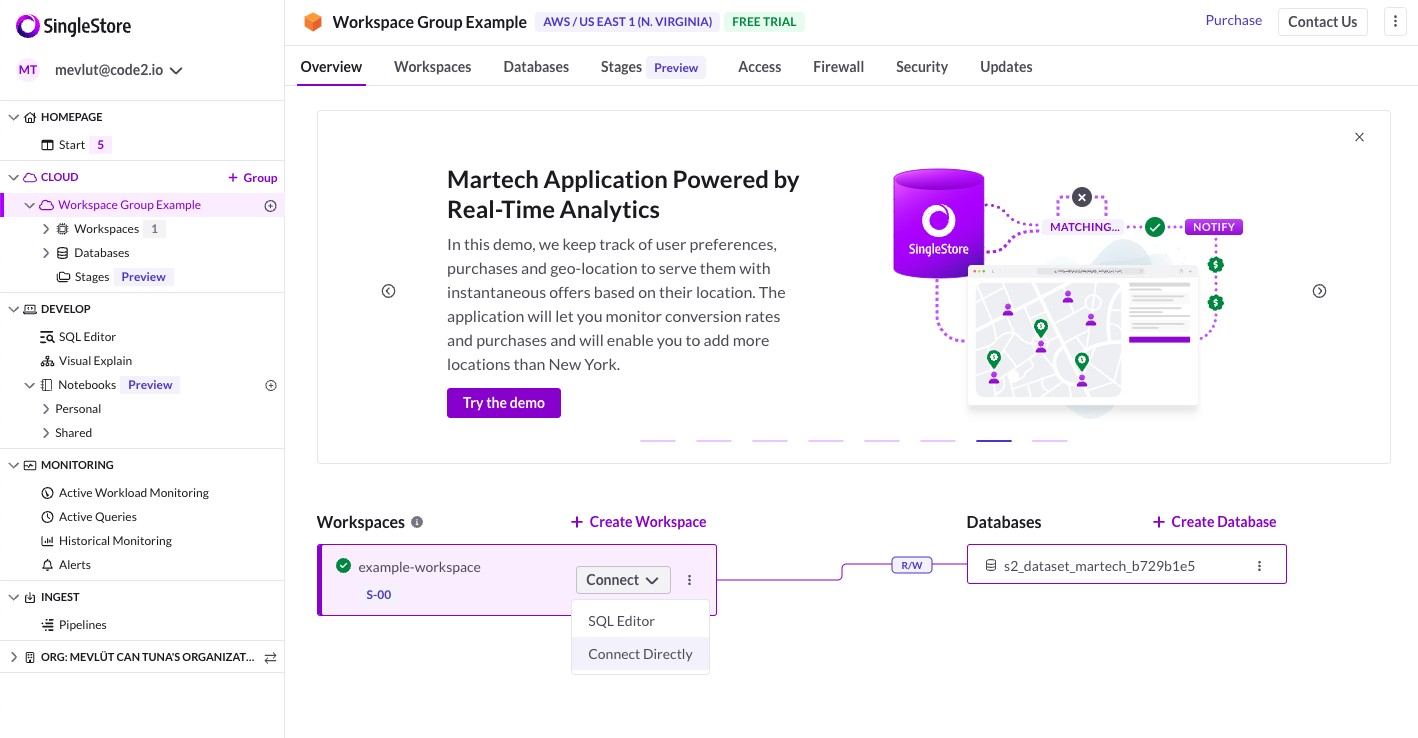 SingleStore
MT mevlut@code2.io
HOMEPAGE
Start 5
CLOUD + Group
Workspace Group Example
Workspaces 1
Databases
Stages Preview
DEVELOP
SQL Editor
Visual Explain
Notebooks Preview
Personal
Shared
MONITORING
Active Workload Monitoring
Active Queries
Historical Monitoring
Alerts
INGEST
Pipelines
ORG: MEVLÜT CAN TUNA'S ORGANIZAT...
Workspace Group Example AWS / US EAST 1 (N. VIRGINIA) FREE TRIAL Purchase Contact Us
Overview Workspaces Databases Stages Preview Access Firewall Security Updates
Martech Application Powered by
Real-Time Analytics
In this demo, we keep track of user preferences,
purchases and geo-location to serve them with
instantaneous offers based on their location. The
application will let you monitor conversion rates
and purchases and will enable you to add more
locations than New York.
Try the demo
SingleStore
MATCHING...
NOTIFY
Workspaces + Create Workspace
example-workspace
S-00
Connect
SQL Editor
Connect Directly
R/W
Databases + Create Database
s2_dataset_martech_b729b1e5